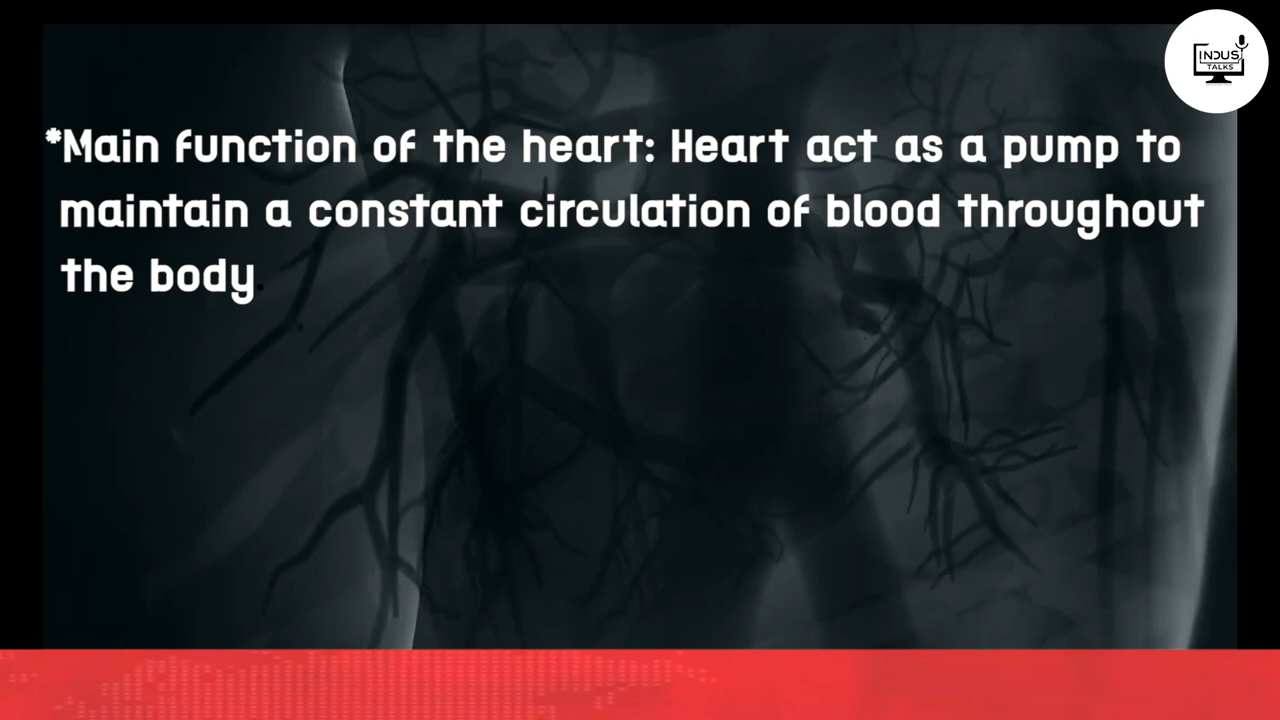 INDUS
TALKS
*Main function of the heart: Heart act as a pump to
maintain a constant circulation of blood throughout
the body.